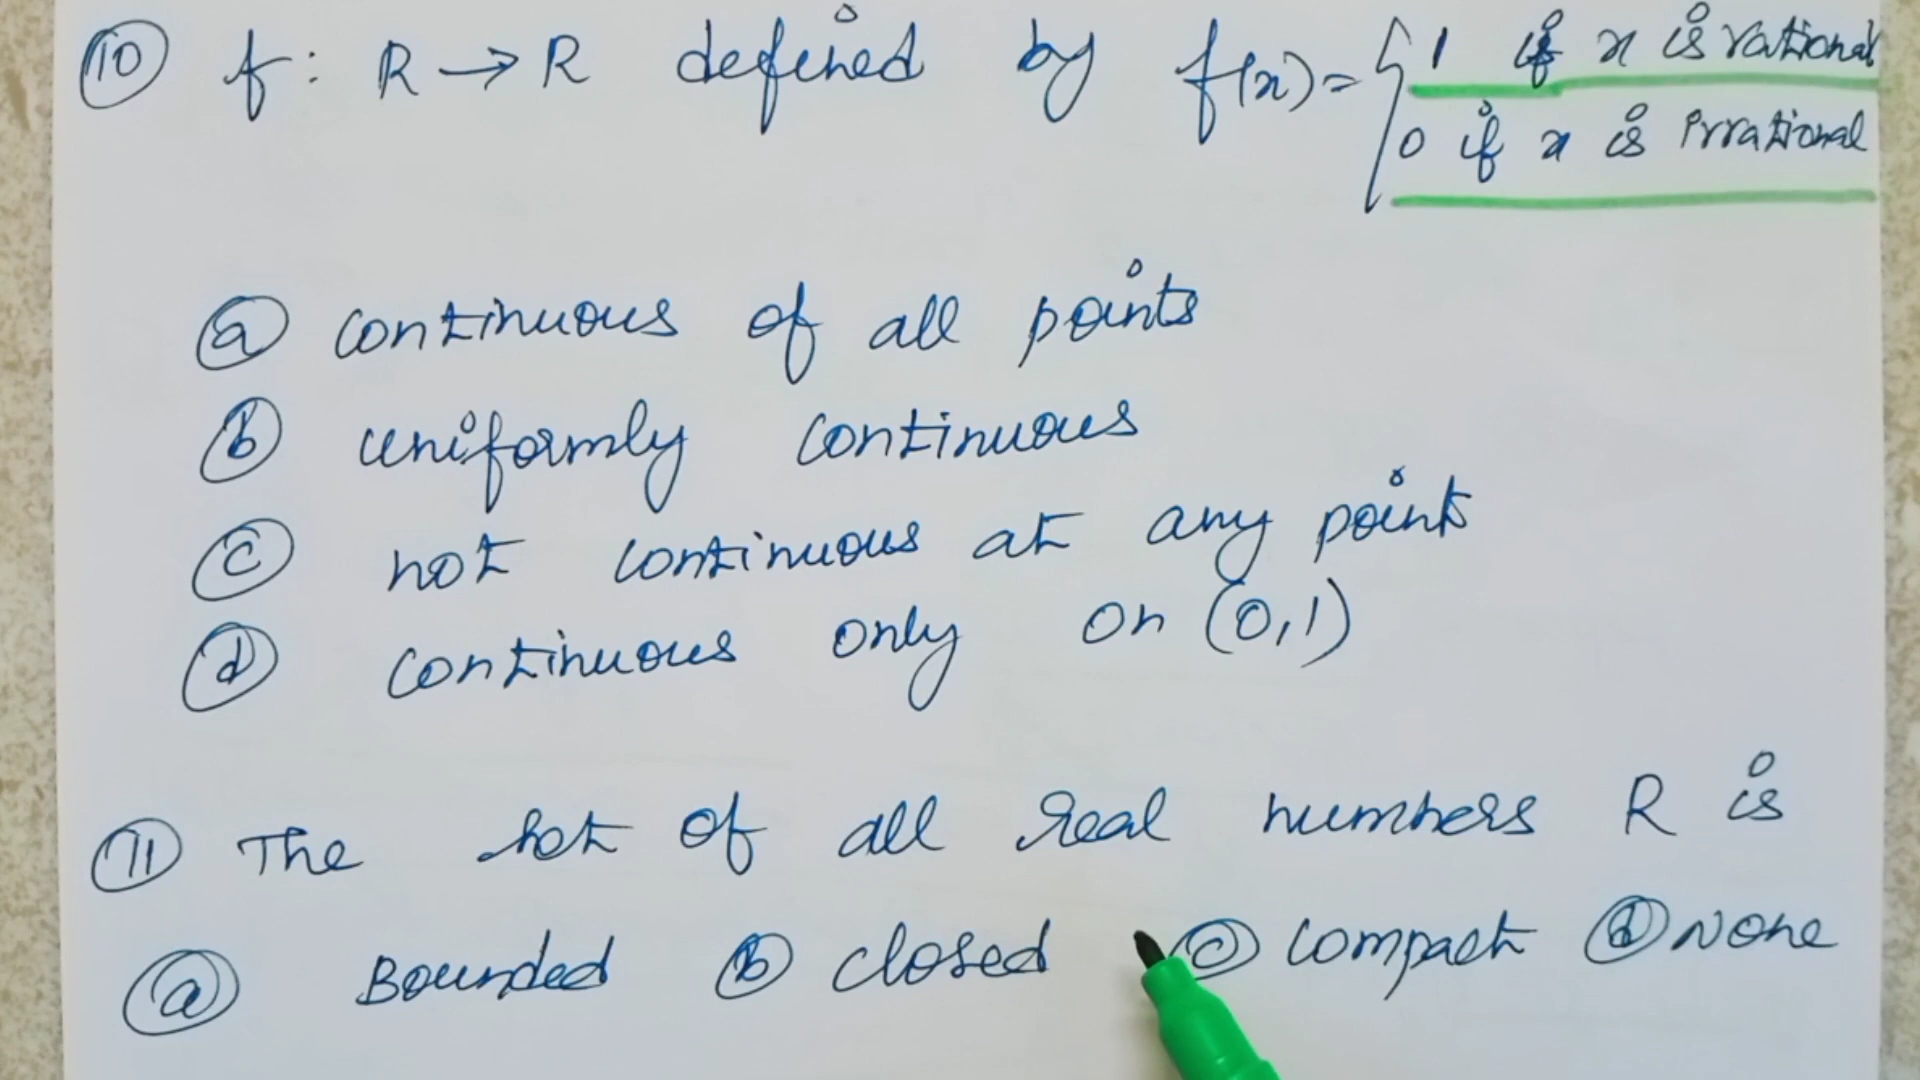 10 f: R → R defined by f(x) = { 1 if x is rational
0 if x is irrational
a continuous of all points
b uniformly continuous
c not continuous at any point
d continuous only on (0,1)
11 The set of all real numbers R is
a Bounded b closed c compact d None